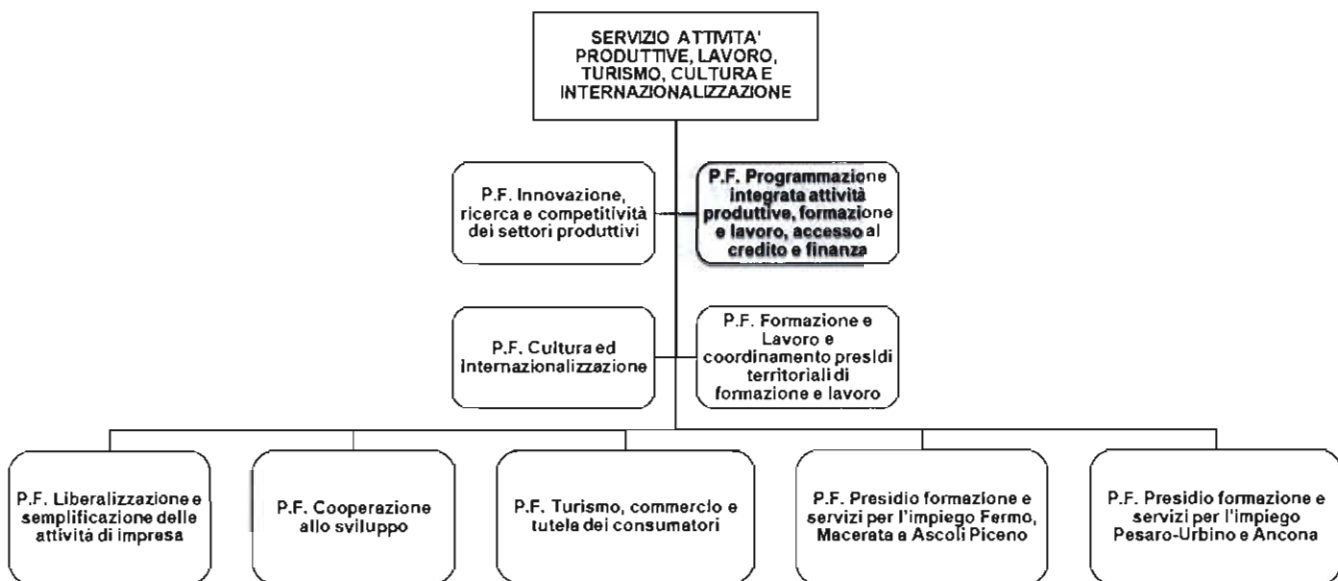 SERVIZIO ATTIVITA'
PRODUTTIVE, LAVORO,
TURISMO, CULTURA E
INTERNAZIONALIZZAZIONE
P.F. Innovazione,
ricerca e competitività
dei settori produttivi
P.F. Programmazione
integrata attività
produttive, formazione
e lavoro, accesso al
credito e finanza
P.F. Cultura ed
internazionalizzazione
P.F. Formazione e
Lavoro e
coordinamento presidi
territoriali di
formazione e lavoro
P.F. Liberalizzazione e
semplificazione delle
attività di impresa
P.F. Cooperazione
allo sviluppo
P.F. Turismo, commercio e
tutela dei consumatori
P.F. Presidio formazione e
servizi per l'impiego Fermo,
Macerata e Ascoli Piceno
P.F. Presidio formazione e
servizi per l'impiego
Pesaro-Urbino e Ancona